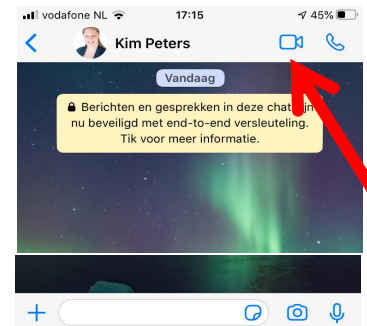 vodafone NL 17:15 45%
Kim Peters
Vandaag
Berichten en gesprekken in deze chat
nu beveiligd met end-to-end versleuteling.
Tik voor meer informatie.